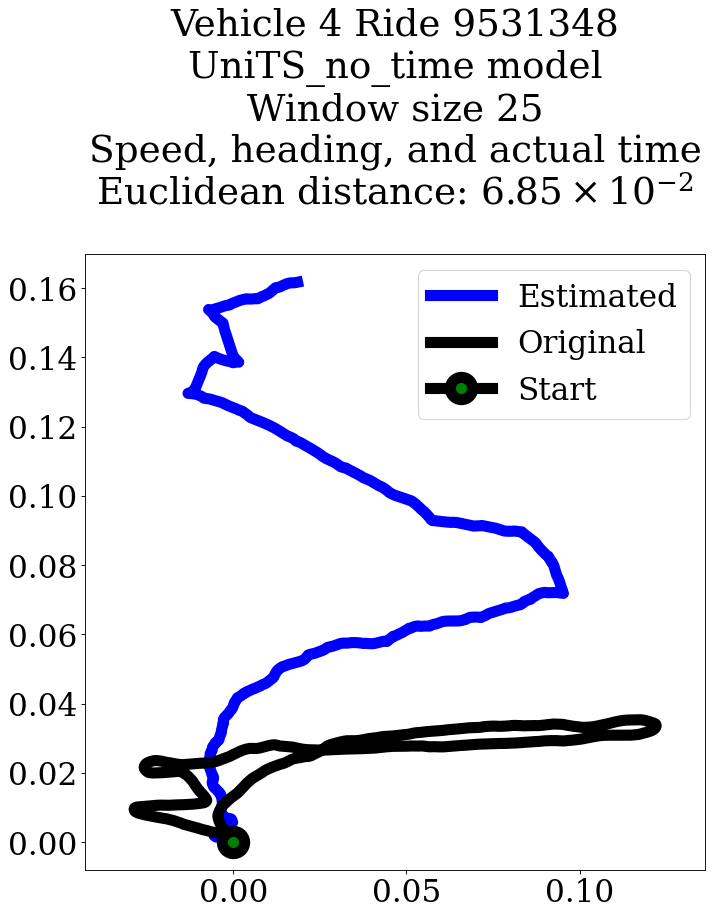 Vehicle 4 Ride 9531348
UniTS_no_time model
Window size 25
Speed, heading, and actual time
Euclidean distance: 6.85 × 10⁻²
Estimated
Original
Start
0.16
0.14
0.12
0.10
0.08
0.06
0.04
0.02
0.00
0.00 0.05 0.10